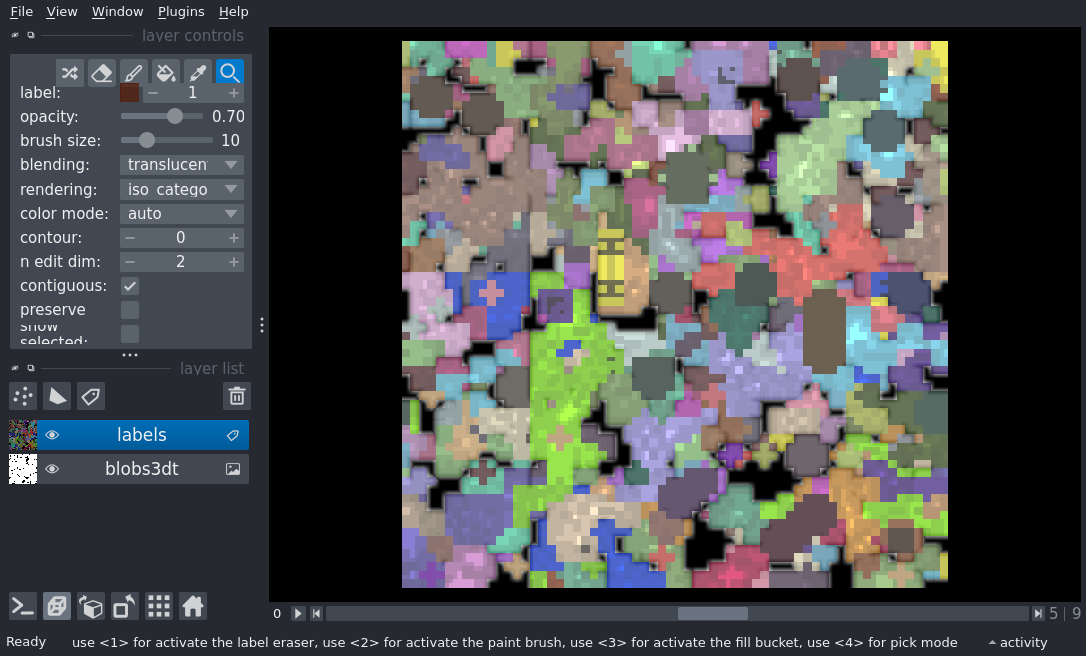 File View Window Plugins Help
layer controls
label: 1
opacity: 0.70
brush size: 10
blending: translucen
rendering: iso_catego
color mode: auto
contour: 0
n edit dim: 2
contiguous:
preserve
show
selected:
layer list
labels
blobs3dt
0 5 | 9
Ready use <1> for activate the label eraser, use <2> for activate the paint brush, use <3> for activate the fill bucket, use <4> for pick mode activity